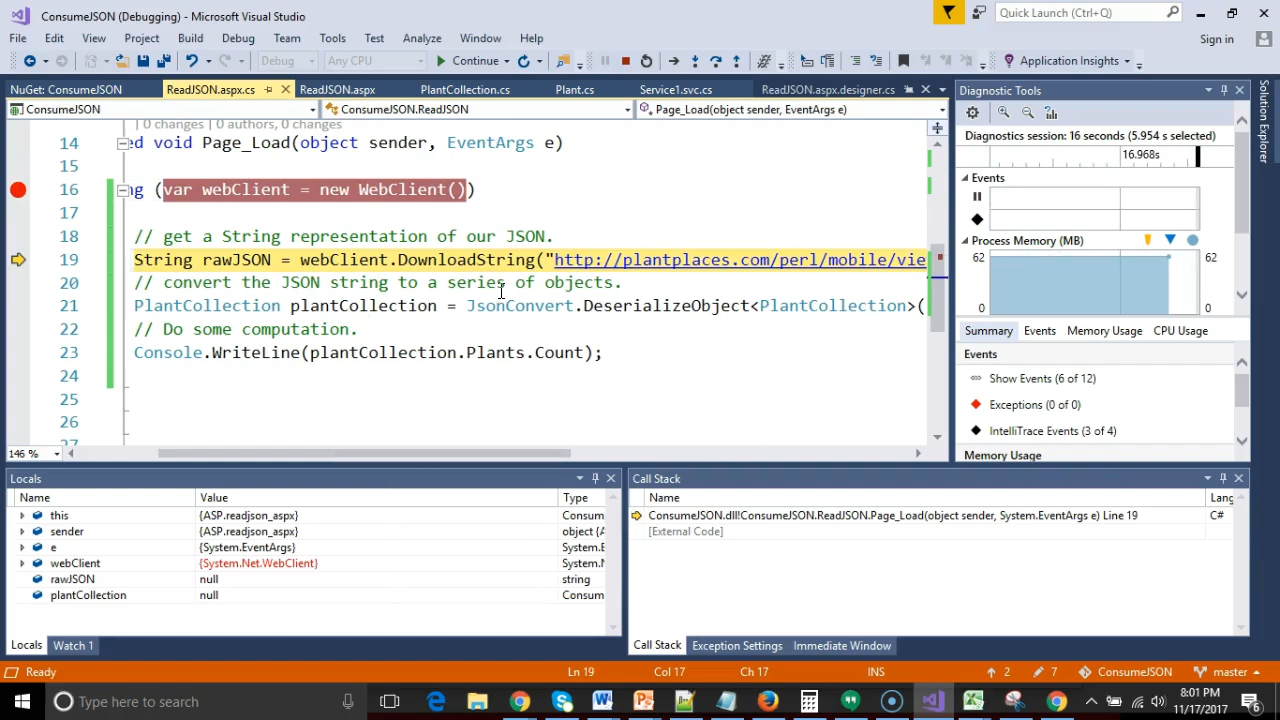 ConsumeJSON (Debugging) - Microsoft Visual Studio
Quick Launch (Ctrl+Q)
File Edit View Project Build Debug Team Tools Test Analyze Window Help
Sign in
Debug Any CPU Continue Application Insights
NuGet: ConsumeJSON ReadJSON.aspx.cs ReadJSON.aspx PlantCollection.cs Plant.cs Service1.svc.cs ReadJSON.aspx.designer.cs
ConsumeJSON ConsumeJSON.ReadJSON Page_Load(object sender, EventArgs e)
0 changes | 0 authors, 0 changes
14 ed void Page_Load(object sender, EventArgs e)
15
16 ng (var webClient = new WebClient())
17
18 // get a String representation of our JSON.
19 String rawJSON = webClient.DownloadString("http://plantplaces.com/perl/mobile/vie
20 // convert the JSON string to a series of objects.
21 PlantCollection plantCollection = JsonConvert.DeserializeObject<PlantCollection>(
22 // Do some computation.
23 Console.WriteLine(plantCollection.Plants.Count);
24
25
26
27
146 %
Diagnostic Tools
Diagnostics session: 16 seconds (5.954 s selected)
16.968s
Events
Process Memory (MB)
62 62
0 0
Summary Events Memory Usage CPU Usage
Events
Show Events (6 of 12)
Exceptions (0 of 0)
IntelliTrace Events (3 of 4)
Memory Usage
Solution Explorer
Locals
Name Value Type
this {ASP.readjson_aspx} Consum
sender {ASP.readjson_aspx} object {A
e {System.EventArgs} System.E
webClient {System.Net.WebClient} System.N
rawJSON null string
plantCollection null Consum
Locals Watch 1
Call Stack
Name Lang
ConsumeJSON.dll!ConsumeJSON.ReadJSON.Page_Load(object sender, System.EventArgs e) Line 19 C#
[External Code]
Call Stack Exception Settings Immediate Window
Ready Ln 19 Col 17 Ch 17 INS 2 7 ConsumeJSON master
Type here to search
8:01 PM
11/17/2017
6